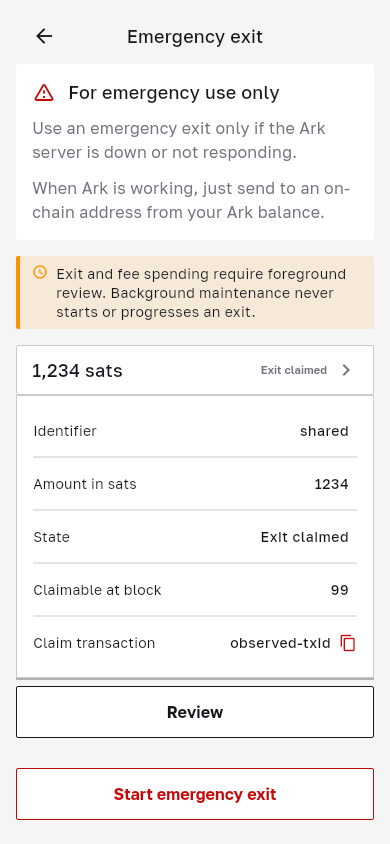 Emergency exit
For emergency use only
Use an emergency exit only if the Ark
server is down or not responding.
When Ark is working, just send to an on-
chain address from your Ark balance.
Exit and fee spending require foreground
review. Background maintenance never
starts or progresses an exit.
1,234 sats Exit claimed
Identifier shared
Amount in sats 1234
State Exit claimed
Claimable at block 99
Claim transaction observed-txid
Review
Start emergency exit